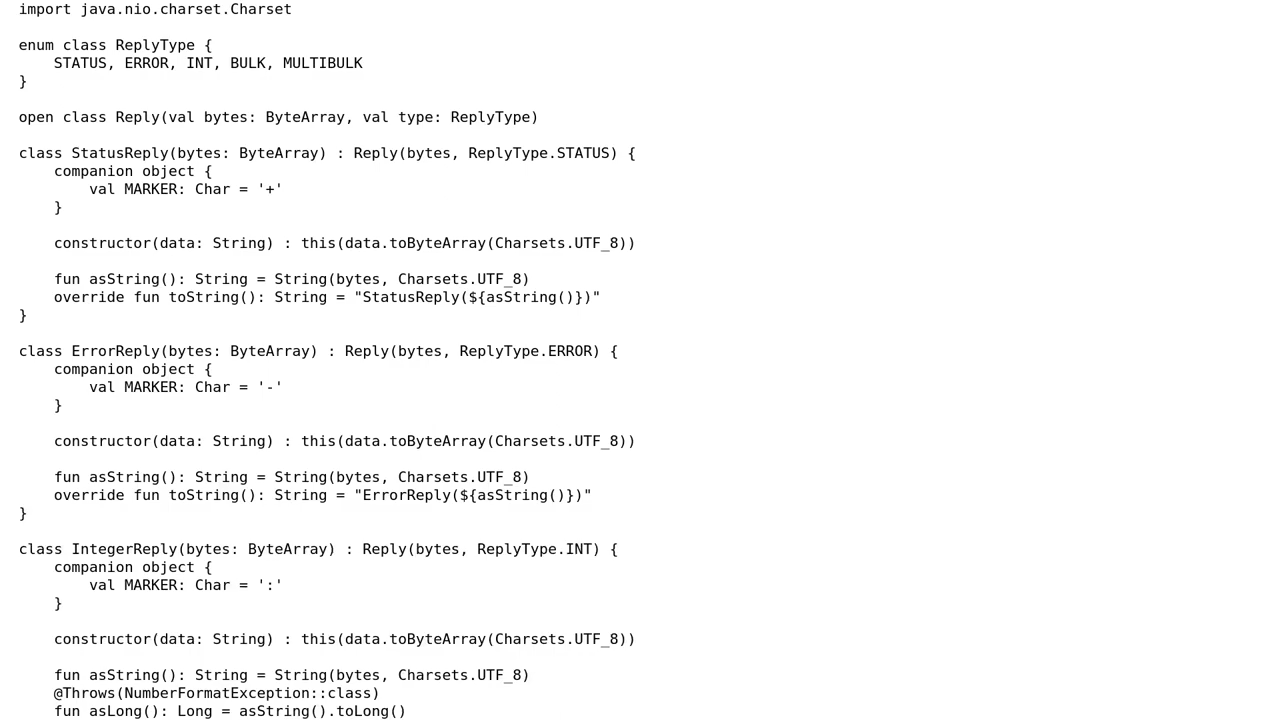 import java.nio.charset.Charset

enum class ReplyType {
    STATUS, ERROR, INT, BULK, MULTIBULK
}

open class Reply(val bytes: ByteArray, val type: ReplyType)

class StatusReply(bytes: ByteArray) : Reply(bytes, ReplyType.STATUS) {
    companion object {
        val MARKER: Char = '+'
    }

    constructor(data: String) : this(data.toByteArray(Charsets.UTF_8))

    fun asString(): String = String(bytes, Charsets.UTF_8)
    override fun toString(): String = "StatusReply(${asString()})"
}

class ErrorReply(bytes: ByteArray) : Reply(bytes, ReplyType.ERROR) {
    companion object {
        val MARKER: Char = '-'
    }

    constructor(data: String) : this(data.toByteArray(Charsets.UTF_8))

    fun asString(): String = String(bytes, Charsets.UTF_8)
    override fun toString(): String = "ErrorReply(${asString()})"
}

class IntegerReply(bytes: ByteArray) : Reply(bytes, ReplyType.INT) {
    companion object {
        val MARKER: Char = ':'
    }

    constructor(data: String) : this(data.toByteArray(Charsets.UTF_8))

    fun asString(): String = String(bytes, Charsets.UTF_8)
    @Throws(NumberFormatException::class)
    fun asLong(): Long = asString().toLong()